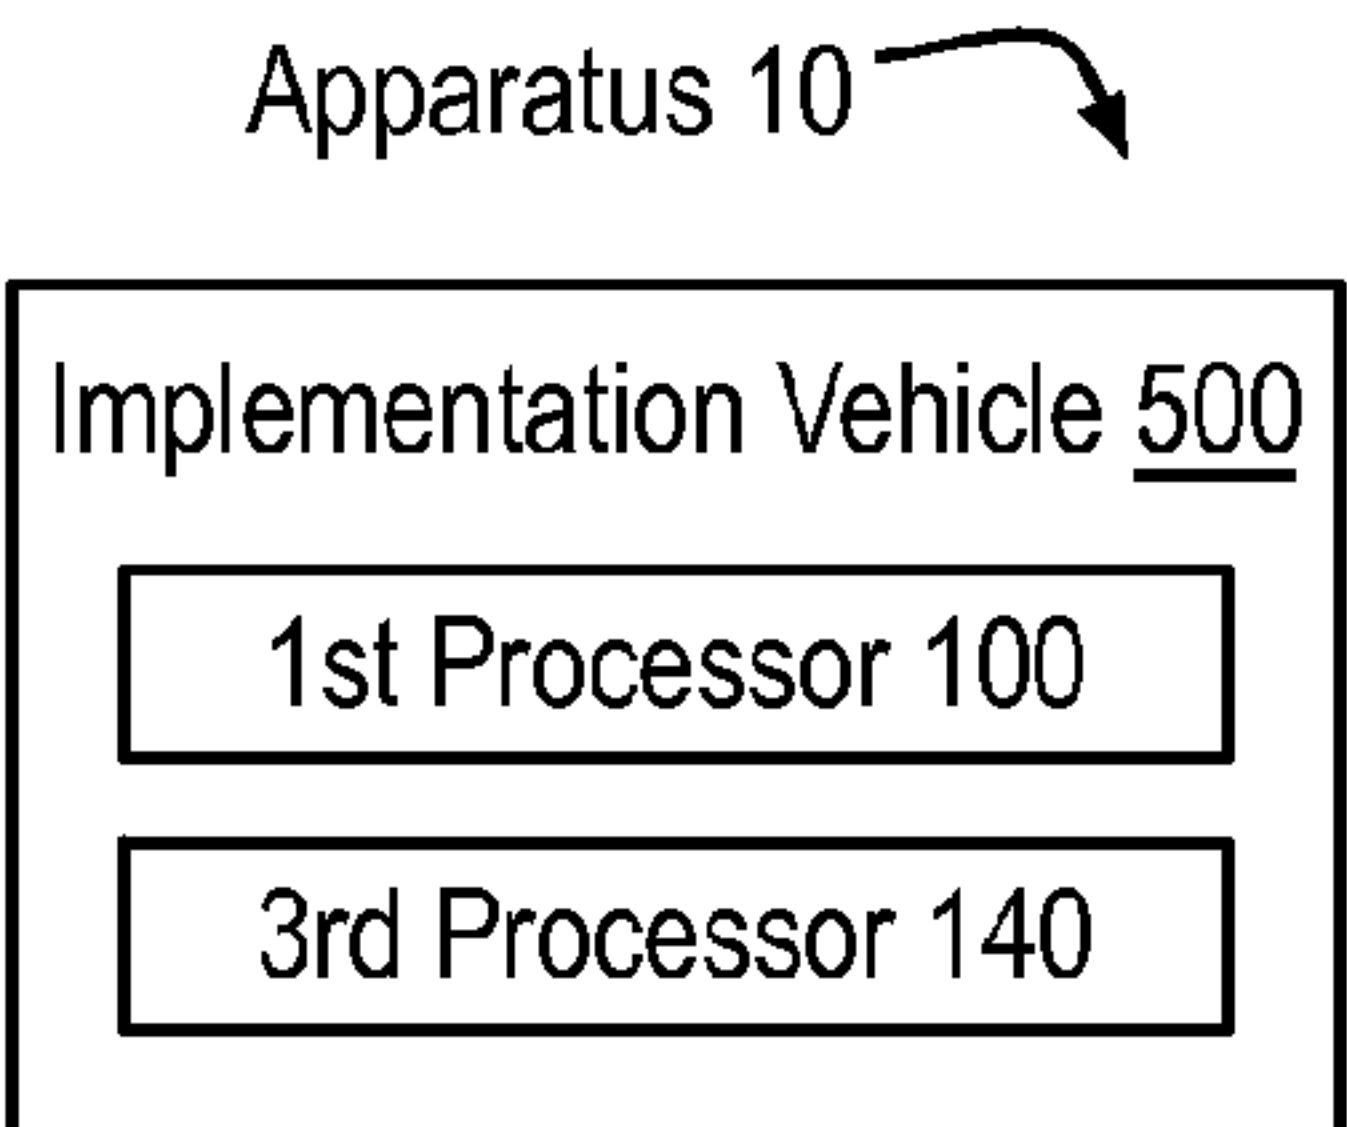 Apparatus 10
Implementation Vehicle 500
1st Processor 100
3rd Processor 140